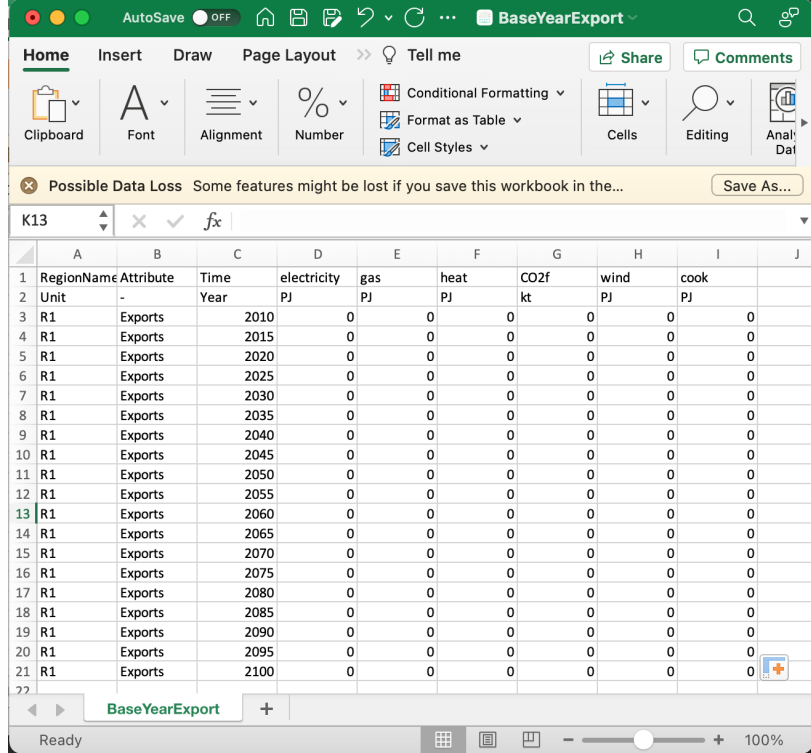 AutoSave OFF BaseYearExport
Home Insert Draw Page Layout Tell me Share Comments
Clipboard Font Alignment Number Conditional Formatting Format as Table Cell Styles Cells Editing Analy Dat
Possible Data Loss Some features might be lost if you save this workbook in the... Save As...
K13 fx
A B C D E F G H I J
1 RegionName Attribute Time electricity gas heat CO2f wind cook
2 Unit - Year PJ PJ PJ kt PJ PJ
3 R1 Exports 2010 0 0 0 0 0 0
4 R1 Exports 2015 0 0 0 0 0 0
5 R1 Exports 2020 0 0 0 0 0 0
6 R1 Exports 2025 0 0 0 0 0 0
7 R1 Exports 2030 0 0 0 0 0 0
8 R1 Exports 2035 0 0 0 0 0 0
9 R1 Exports 2040 0 0 0 0 0 0
10 R1 Exports 2045 0 0 0 0 0 0
11 R1 Exports 2050 0 0 0 0 0 0
12 R1 Exports 2055 0 0 0 0 0 0
13 R1 Exports 2060 0 0 0 0 0 0
14 R1 Exports 2065 0 0 0 0 0 0
15 R1 Exports 2070 0 0 0 0 0 0
16 R1 Exports 2075 0 0 0 0 0 0
17 R1 Exports 2080 0 0 0 0 0 0
18 R1 Exports 2085 0 0 0 0 0 0
19 R1 Exports 2090 0 0 0 0 0 0
20 R1 Exports 2095 0 0 0 0 0 0
21 R1 Exports 2100 0 0 0 0 0 0
22
BaseYearExport +
Ready 100%